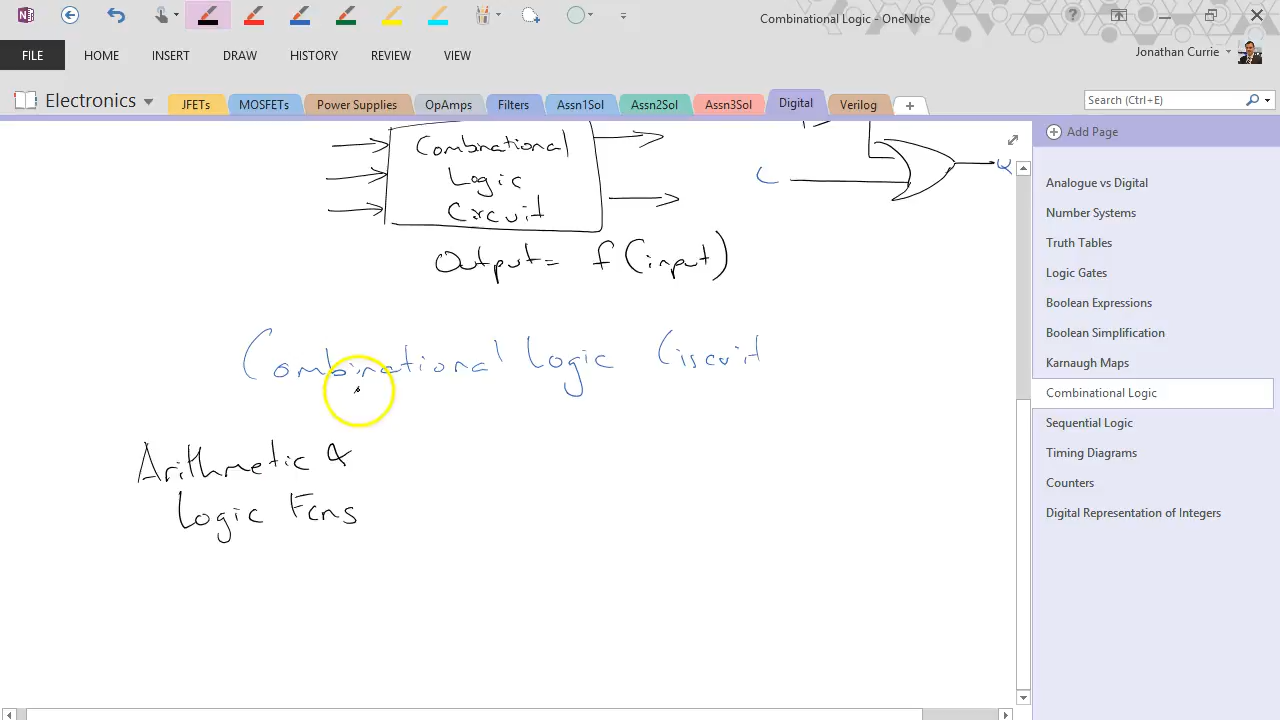 Combinational Logic - OneNote
Jonathan Currie
FILE HOME INSERT DRAW HISTORY REVIEW VIEW
Electronics JFETs MOSFETs Power Supplies OpAmps Filters Assn1Sol Assn2Sol Assn3Sol Digital Verilog
Search (Ctrl+E)
Add Page
Analogue vs Digital
Number Systems
Truth Tables
Logic Gates
Boolean Expressions
Boolean Simplification
Karnaugh Maps
Combinational Logic
Sequential Logic
Timing Diagrams
Counters
Digital Representation of Integers
Combinational
Logic
Circuit
C
Q
Output = f (input)
Combinational Logic Circuit
Arithmetic &
Logic Fcns